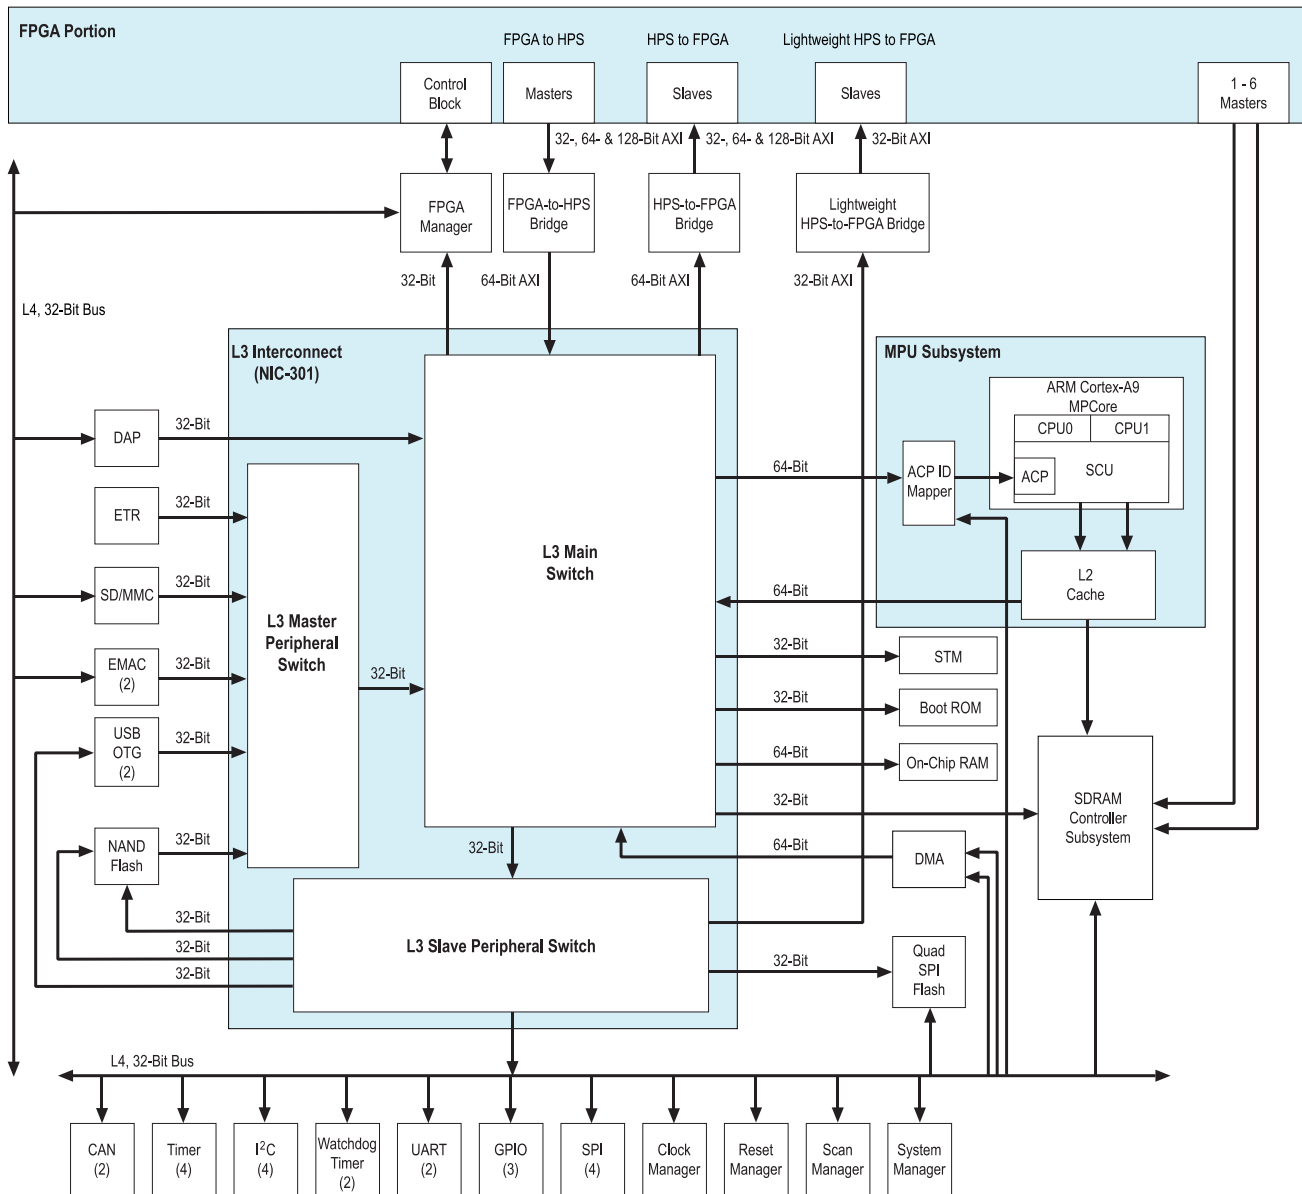 FPGA Portion
FPGA to HPS
HPS to FPGA
Lightweight HPS to FPGA
Control
Block
Masters
Slaves
Slaves
1 - 6
Masters
32-, 64- & 128-Bit AXI
32-, 64- & 128-Bit AXI
32-Bit AXI
FPGA
Manager
FPGA-to-HPS
Bridge
HPS-to-FPGA
Bridge
Lightweight
HPS-to-FPGA Bridge
32-Bit
64-Bit AXI
64-Bit AXI
32-Bit AXI
L4, 32-Bit Bus
L3 Interconnect
(NIC-301)
MPU Subsystem
ARM Cortex-A9
MPCore
CPU0
CPU1
SCU
ACP
ACP ID
Mapper
L2
Cache
DAP
32-Bit
ETR
32-Bit
SD/MMC
32-Bit
EMAC
(2)
32-Bit
USB
OTG
(2)
32-Bit
NAND
Flash
32-Bit
L3 Master
Peripheral
Switch
32-Bit
L3 Main
Switch
64-Bit
64-Bit
32-Bit
STM
32-Bit
Boot ROM
64-Bit
On-Chip RAM
32-Bit
SDRAM
Controller
Subsystem
64-Bit
DMA
32-Bit
L3 Slave Peripheral Switch
32-Bit
32-Bit
32-Bit
32-Bit
Quad
SPI
Flash
L4, 32-Bit Bus
CAN
(2)
Timer
(4)
I²C
(4)
Watchdog
Timer
(2)
UART
(2)
GPIO
(3)
SPI
(4)
Clock
Manager
Reset
Manager
Scan
Manager
System
Manager